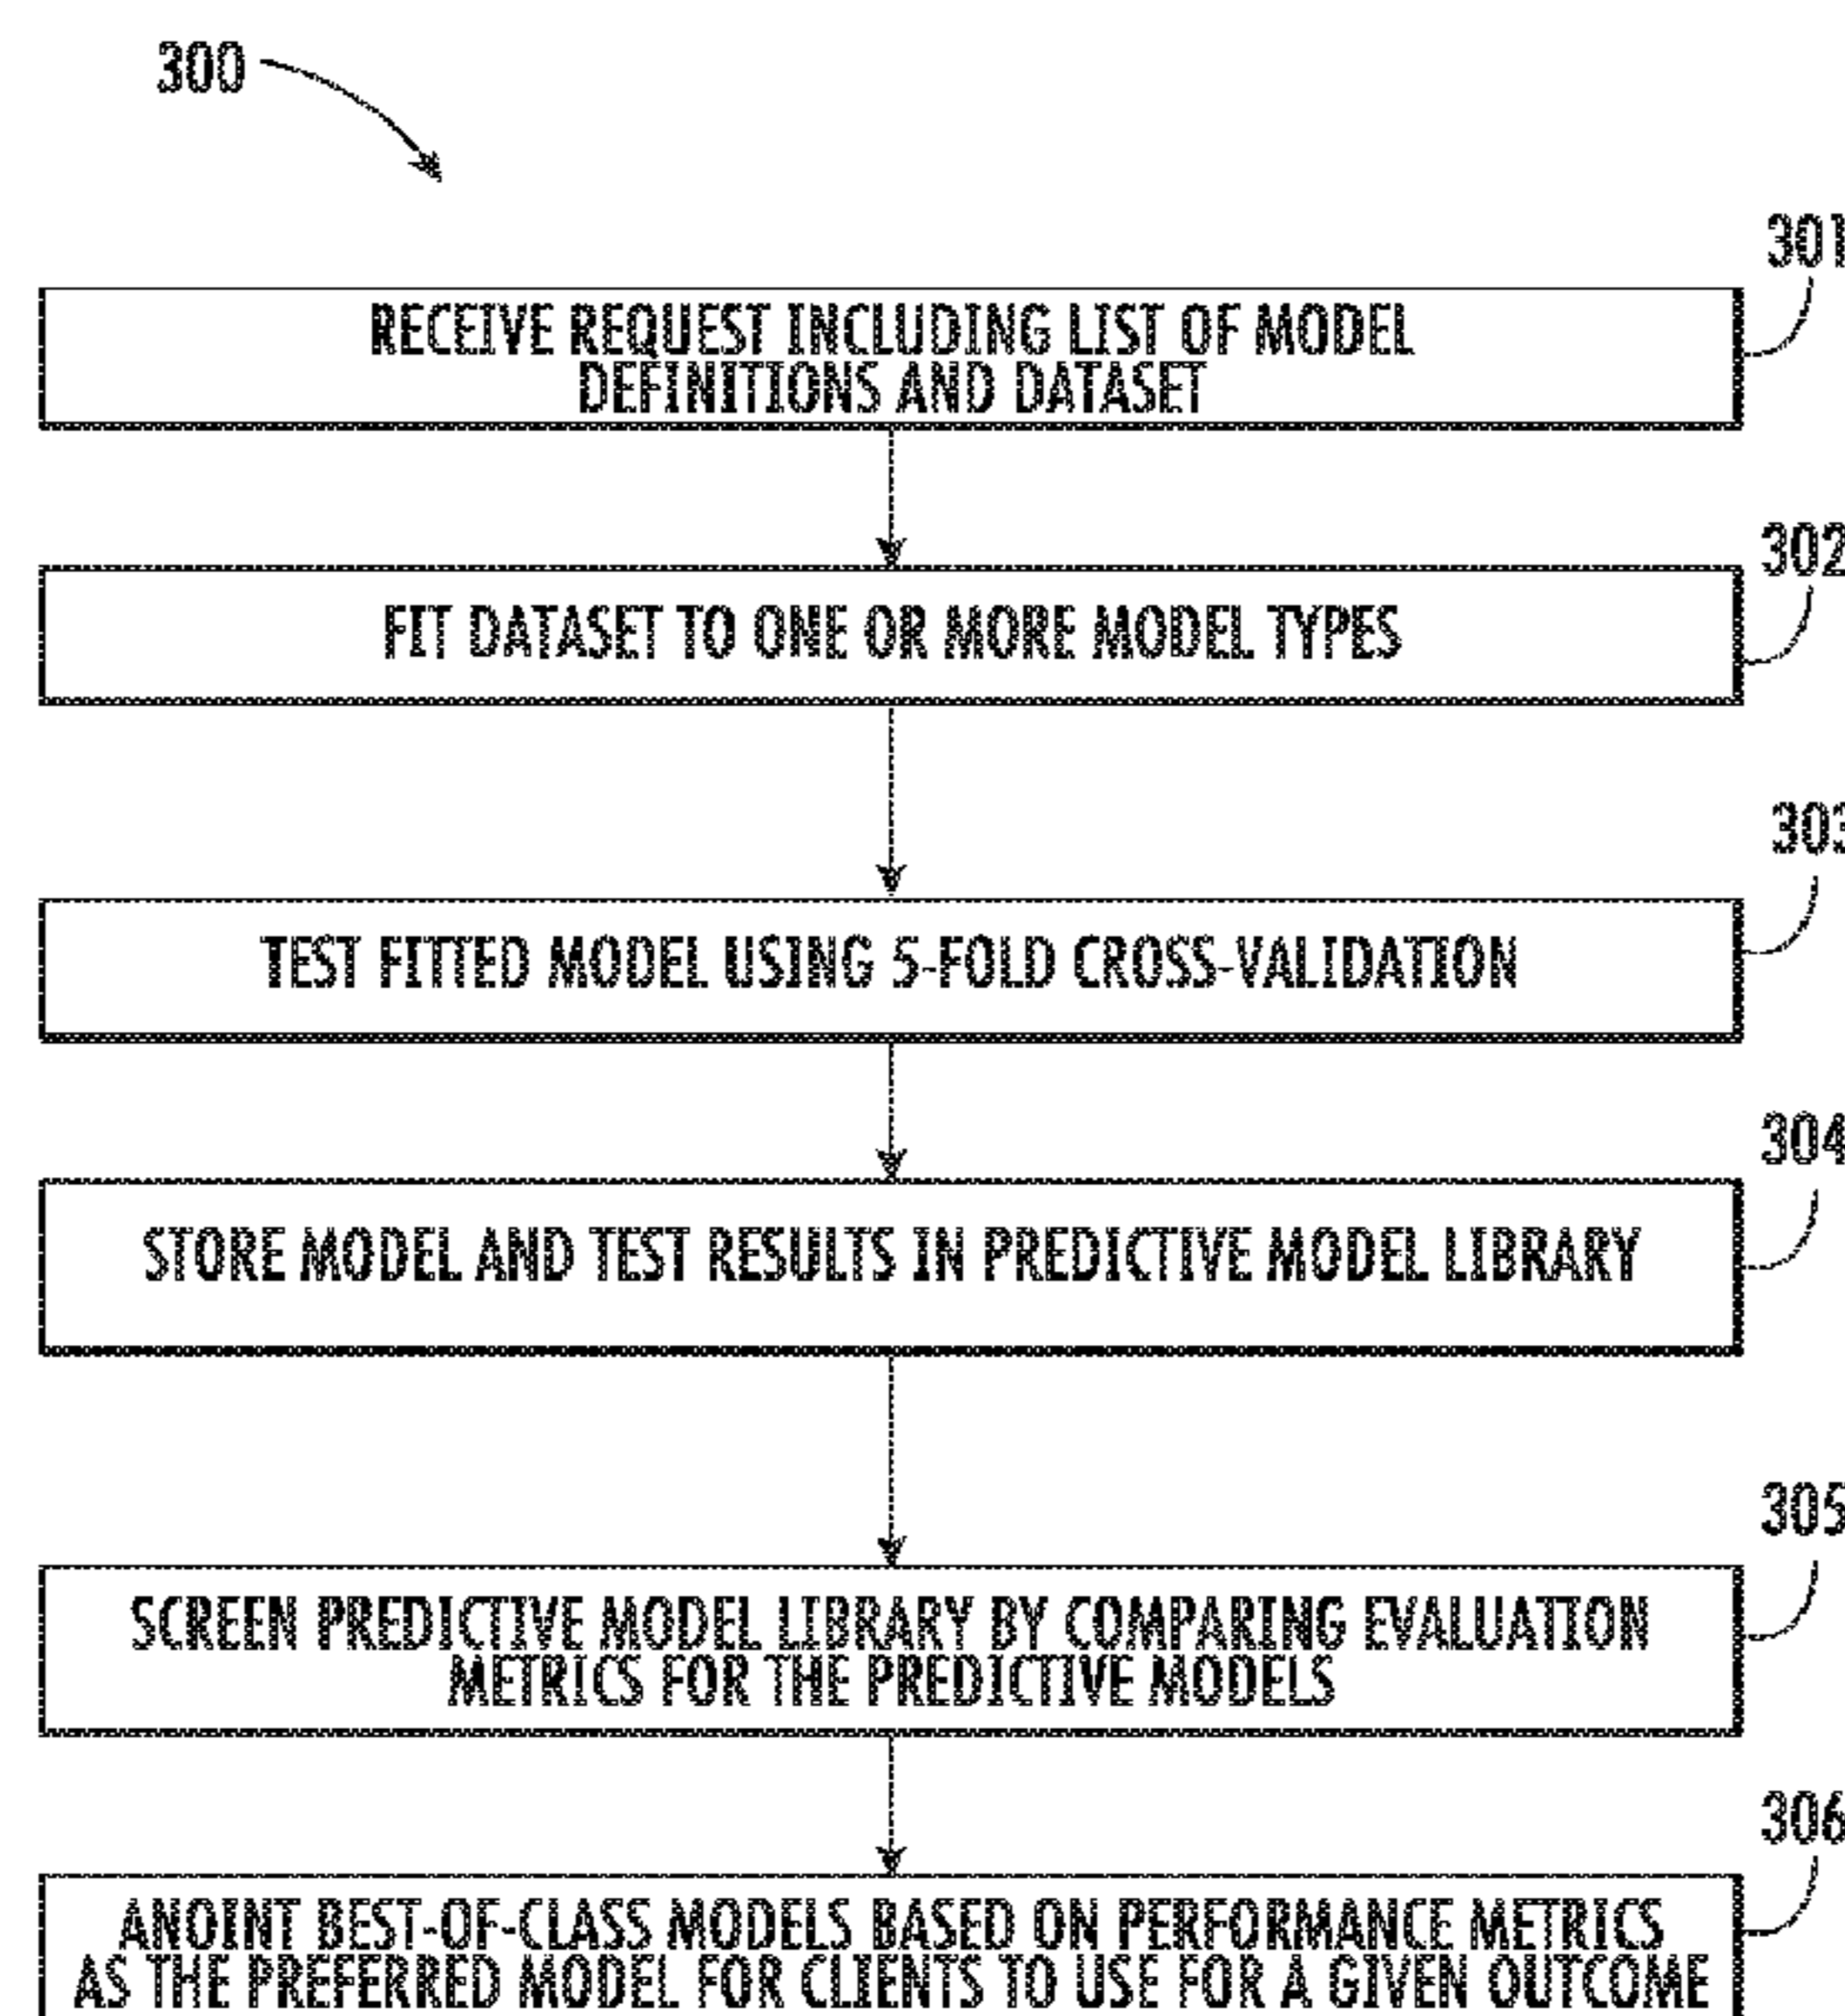 300
301
RECEIVE REQUEST INCLUDING LIST OF MODEL
DEFINITIONS AND DATASET
302
FIT DATASET TO ONE OR MORE MODEL TYPES
303
TEST FITTED MODEL USING 5-FOLD CROSS-VALIDATION
304
STORE MODEL AND TEST RESULTS IN PREDICTIVE MODEL LIBRARY
305
SCREEN PREDICTIVE MODEL LIBRARY BY COMPARING EVALUATION
METRICS FOR THE PREDICTIVE MODELS
306
ANOINT BEST-OF-CLASS MODELS BASED ON PERFORMANCE METRICS
AS THE PREFERRED MODEL FOR CLIENTS TO USE FOR A GIVEN OUTCOME